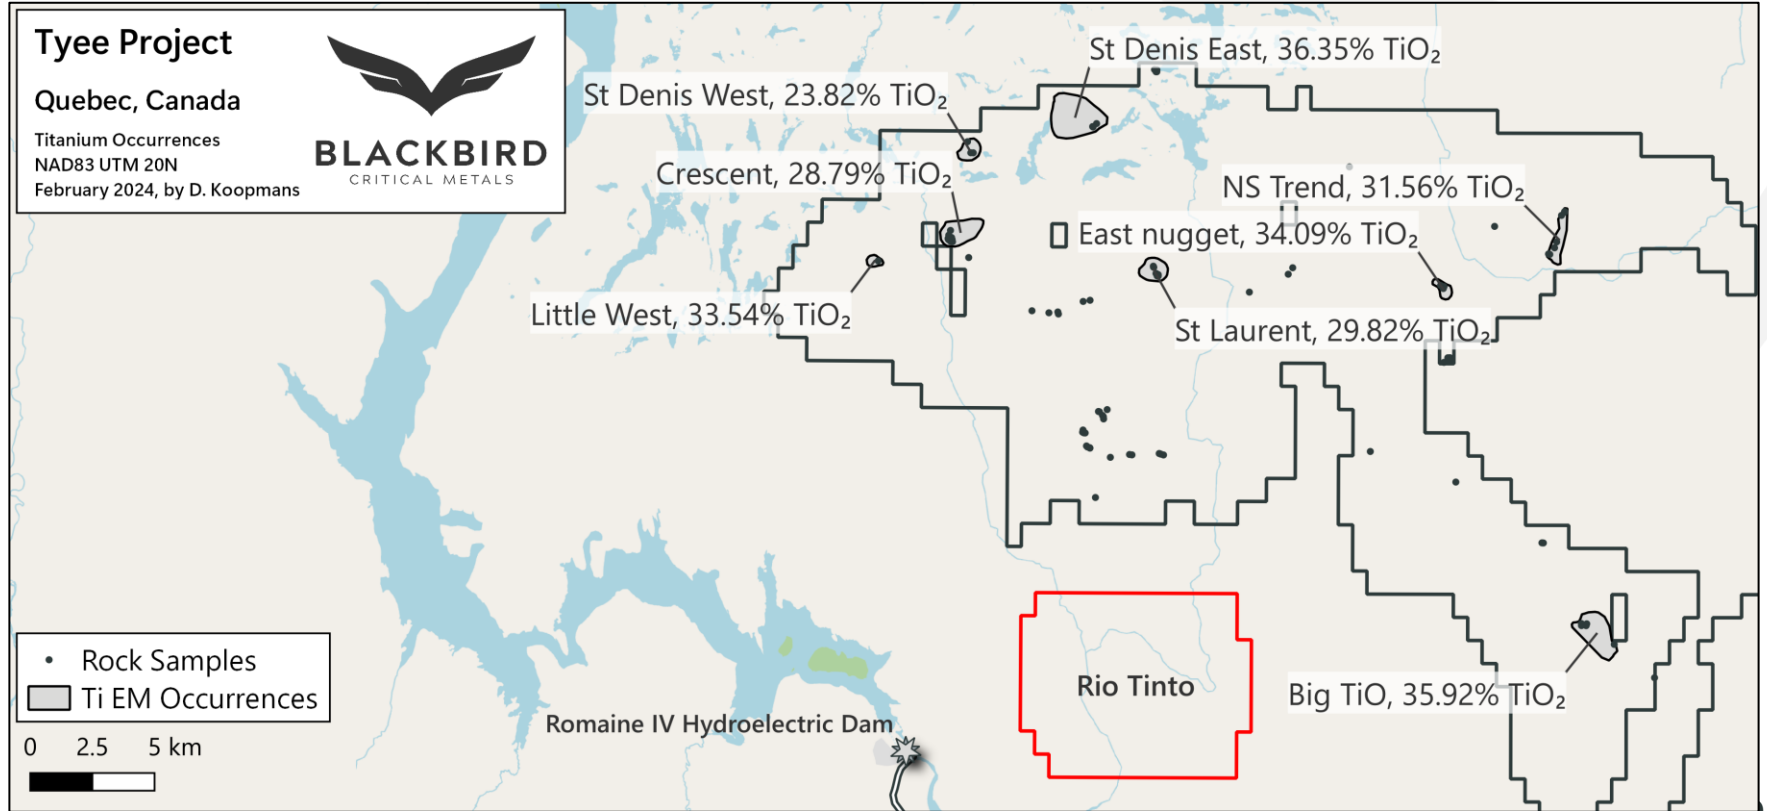 Tyee Project
Quebec, Canada
Titanium Occurrences
NAD83 UTM 20N
February 2024, by D. Koopmans
BLACKBIRD
CRITICAL METALS
St Denis East, 36.35% TiO₂
St Denis West, 23.82% TiO₂
Crescent, 28.79% TiO₂
NS Trend, 31.56% TiO₂
East nugget, 34.09% TiO₂
Little West, 33.54% TiO₂
St Laurent, 29.82% TiO₂
Rock Samples
Ti EM Occurrences
0 2.5 5 km
Rio Tinto
Big TiO, 35.92% TiO₂
Romaine IV Hydroelectric Dam